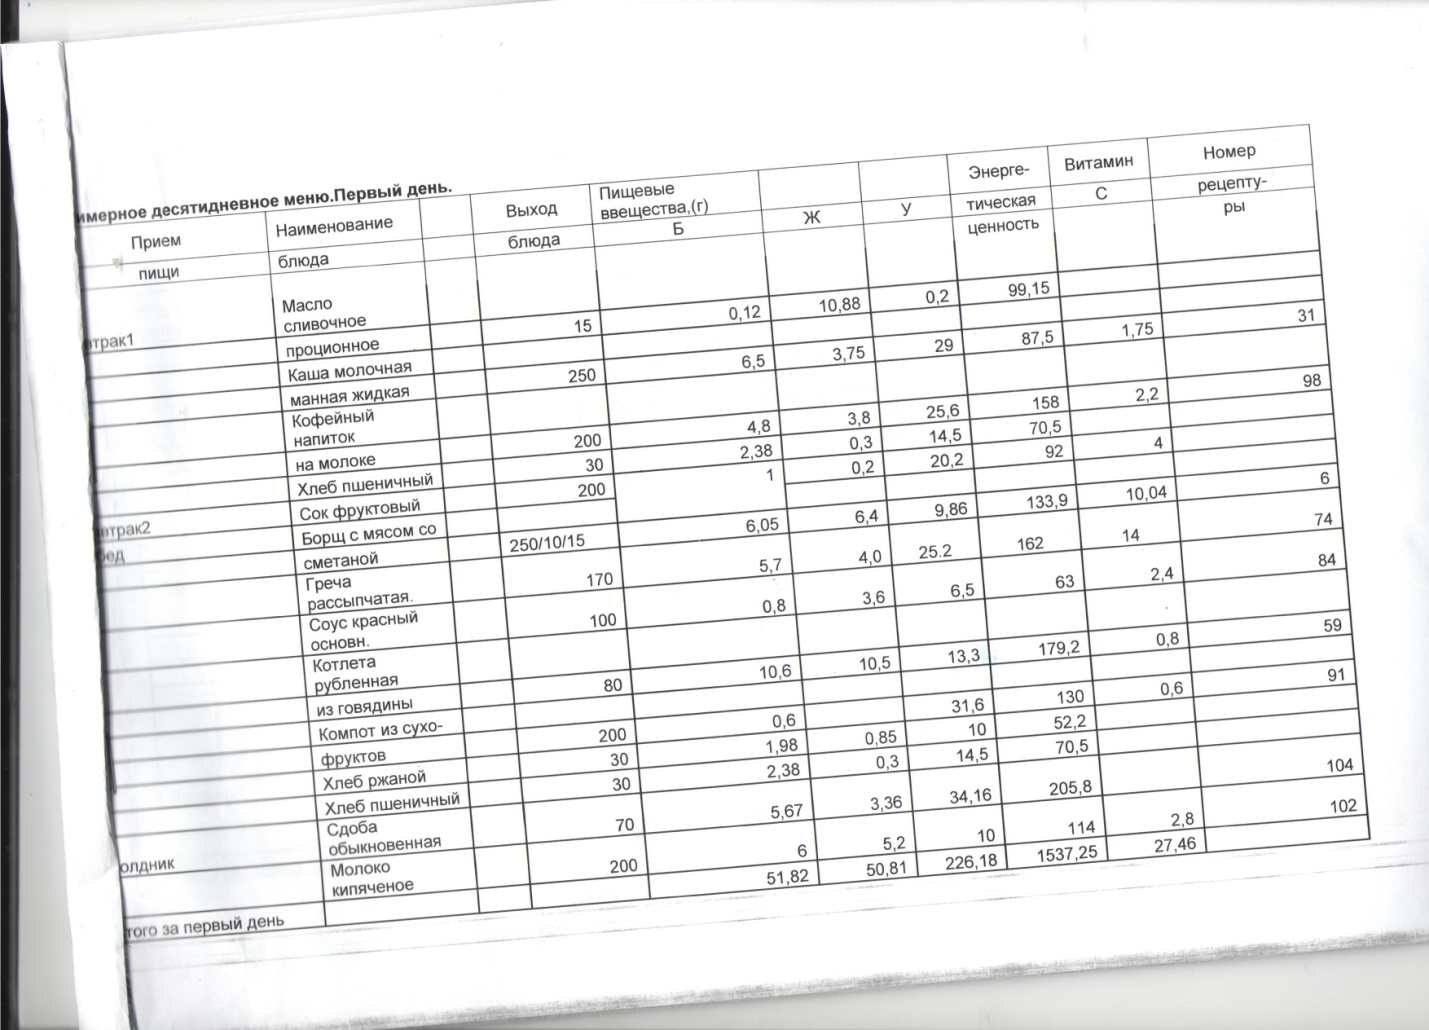 имерное десятидневное меню.Первый день.
Прием Наименование Выход Пищевые ввещества,(г) Энерге- Витамин Номер
пищи блюда блюда Б Ж У тическая С рецепту-
ценность ры
Масло
сливочное
втрак1 проционное 15 0,12 10,88 0,2 99,15
Каша молочная
манная жидкая 250 6,5 3,75 29 87,5 1,75 31
Кофейный
напиток
на молоке 200 4,8 3,8 25,6 158 2,2 98
Хлеб пшеничный 30 2,38 0,3 14,5 70,5
втрак2 Сок фруктовый 200 1 0,2 20,2 92 4
бед Борщ с мясом со
сметаной 250/10/15 6,05 6,4 9,86 133,9 10,04 6
Греча
рассыпчатая. 170 5,7 4,0 25.2 162 14 74
Соус красный
основн. 100 0,8 3,6 6,5 63 2,4 84
Котлета
рубленная
из говядины 80 10,6 10,5 13,3 179,2 0,8 59
Компот из сухо-
фруктов 200 0,6 31,6 130 0,6 91
Хлеб ржаной 30 1,98 0,85 10 52,2
Хлеб пшеничный 30 2,38 0,3 14,5 70,5
Сдоба
олдник обыкновенная 70 5,67 3,36 34,16 205,8 104
Молоко
кипяченое 200 6 5,2 10 114 2,8 102
того за первый день 51,82 50,81 226,18 1537,25 27,46